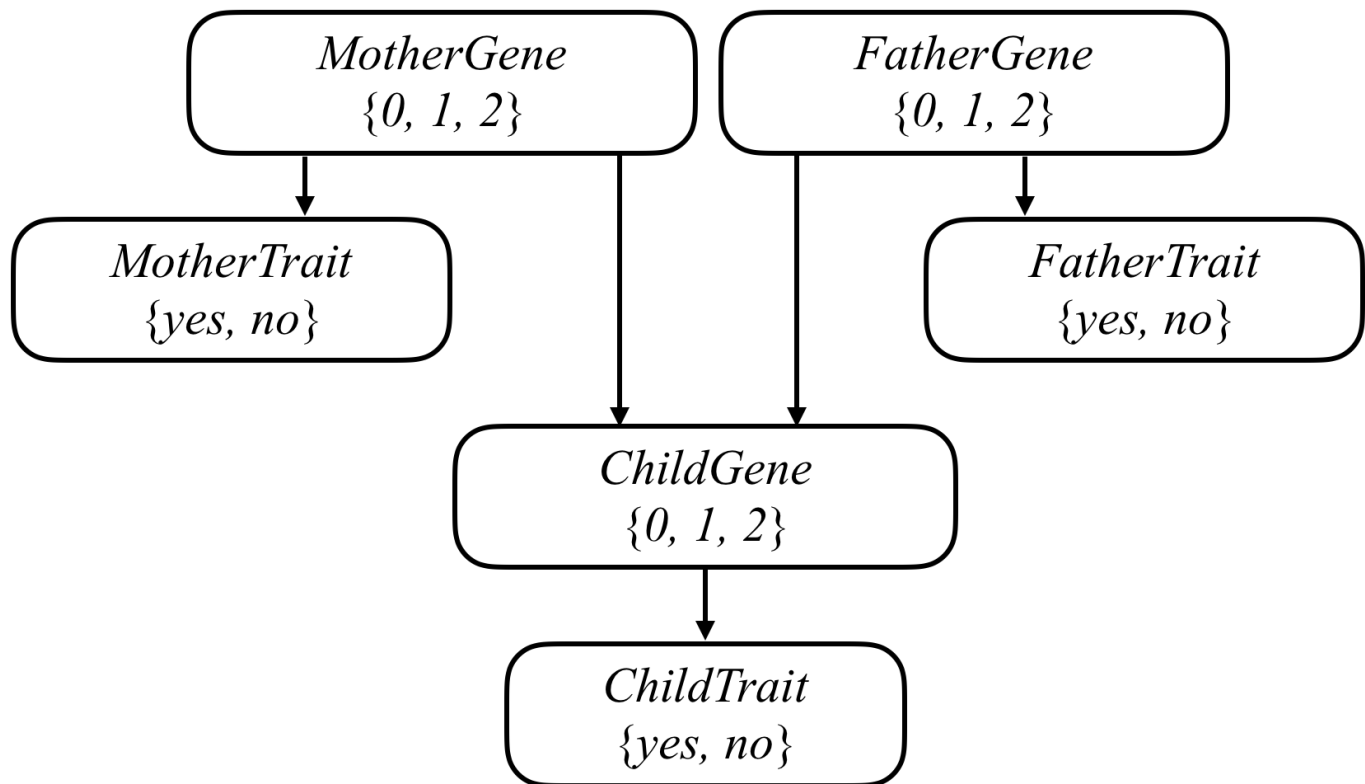 MotherGene
{0, 1, 2}
FatherGene
{0, 1, 2}
MotherTrait
{yes, no}
FatherTrait
{yes, no}
ChildGene
{0, 1, 2}
ChildTrait
{yes, no}